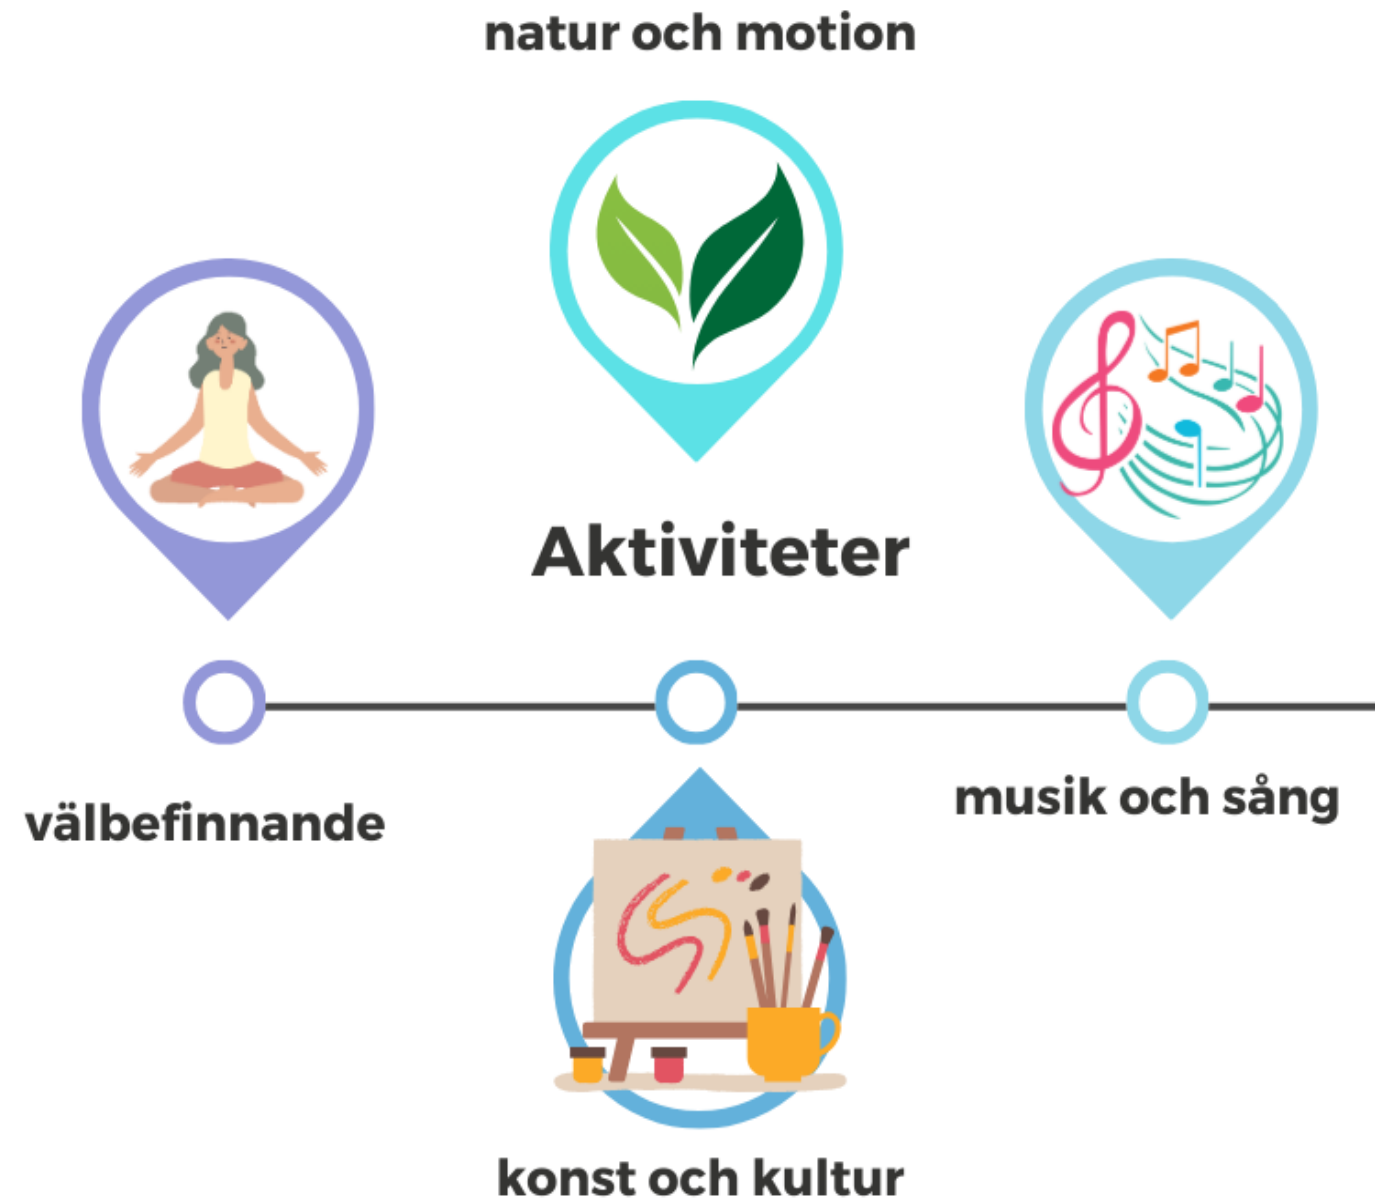 natur och motion
Aktiviteter
välbefinnande
musik och sång
konst och kultur